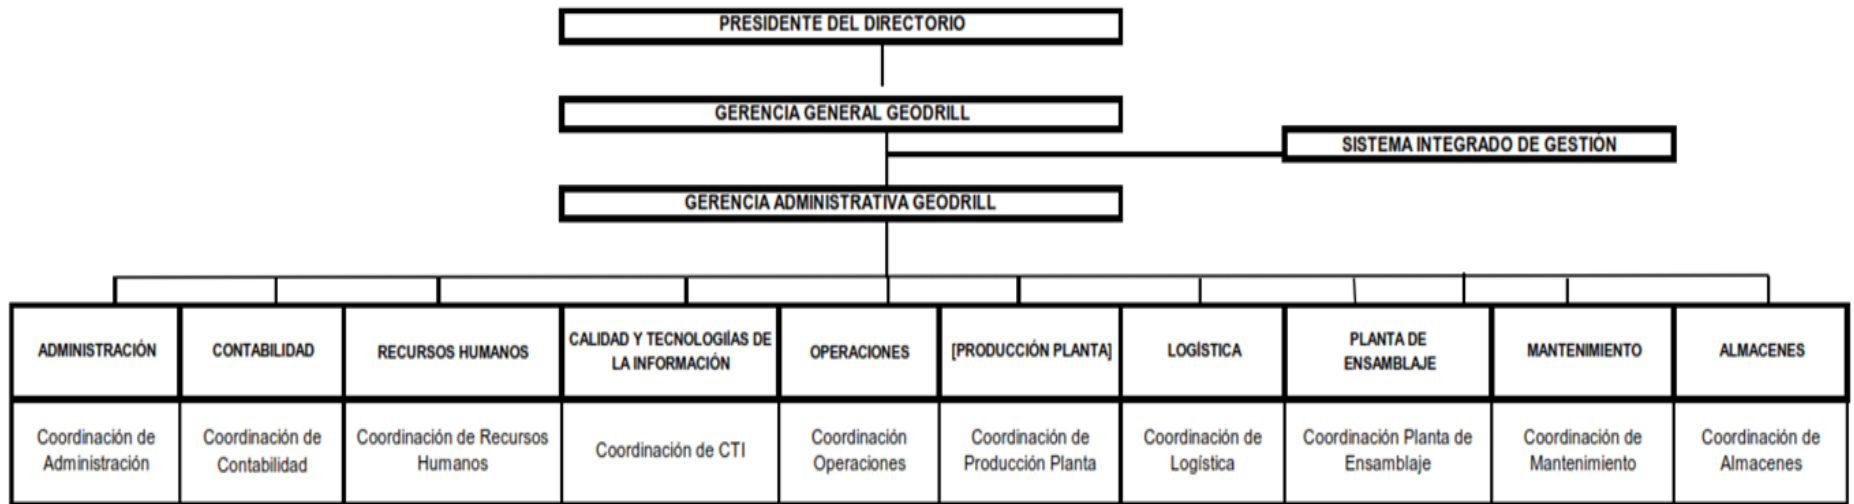 PRESIDENTE DEL DIRECTORIO
GERENCIA GENERAL GEODRILL
SISTEMA INTEGRADO DE GESTIÓN
GERENCIA ADMINISTRATIVA GEODRILL
ADMINISTRACIÓN
CONTABILIDAD
RECURSOS HUMANOS
CALIDAD Y TECNOLOGIÍAS DE
LA INFORMACIÓN
OPERACIONES
[PRODUCCIÓN PLANTA]
LOGÍSTICA
PLANTA DE
ENSAMBLAJE
MANTENIMIENTO
ALMACENES
Coordinación de
Administración
Coordinación de
Contabilidad
Coordinación de Recursos
Humanos
Coordinación de CTI
Coordinación
Operaciones
Coordinación de
Producción Planta
Coordinación de
Logística
Coordinación Planta de
Ensamblaje
Coordinación de
Mantenimiento
Coordinación de
Almacenes